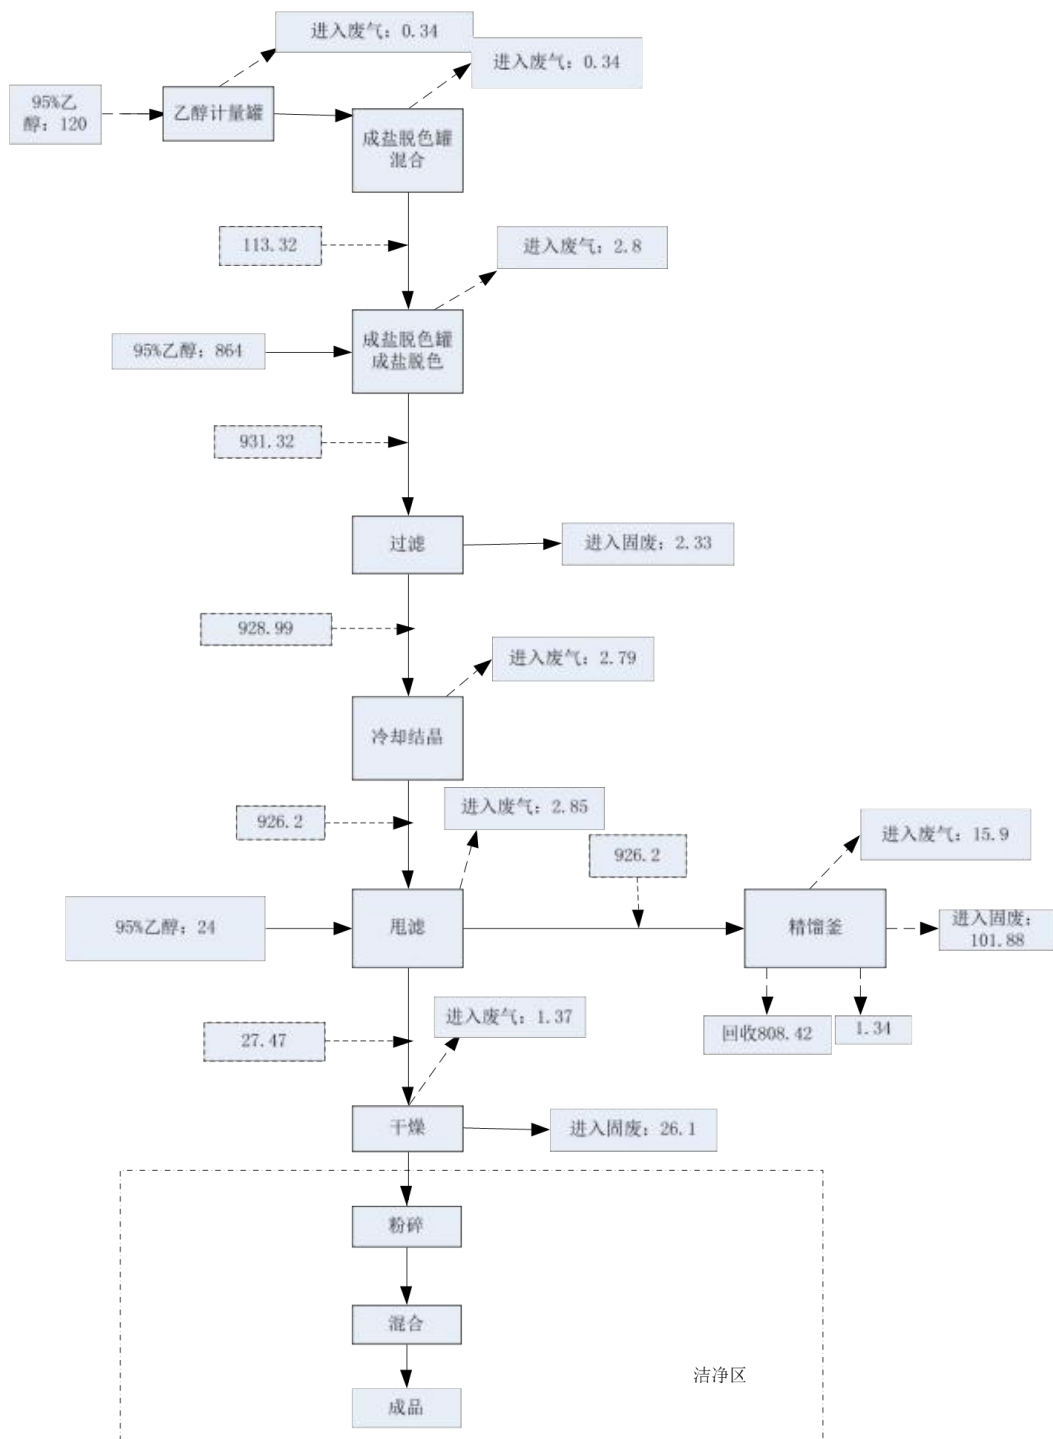 进入废气：0.34
进入废气：0.34
95%乙
醇：120
乙醇计量罐
成盐脱色罐
混合
113.32
进入废气：2.8
95%乙醇：864
成盐脱色罐
成盐脱色
931.32
过滤
进入固废：2.33
928.99
进入废气：2.79
冷却结晶
926.2
进入废气：2.85
926.2
进入废气：15.9
95%乙醇：24
甩滤
精馏釜
进入固废：
101.88
27.47
进入废气：1.37
回收808.42
1.34
干燥
进入固废：26.1
粉碎
混合
洁净区
成品